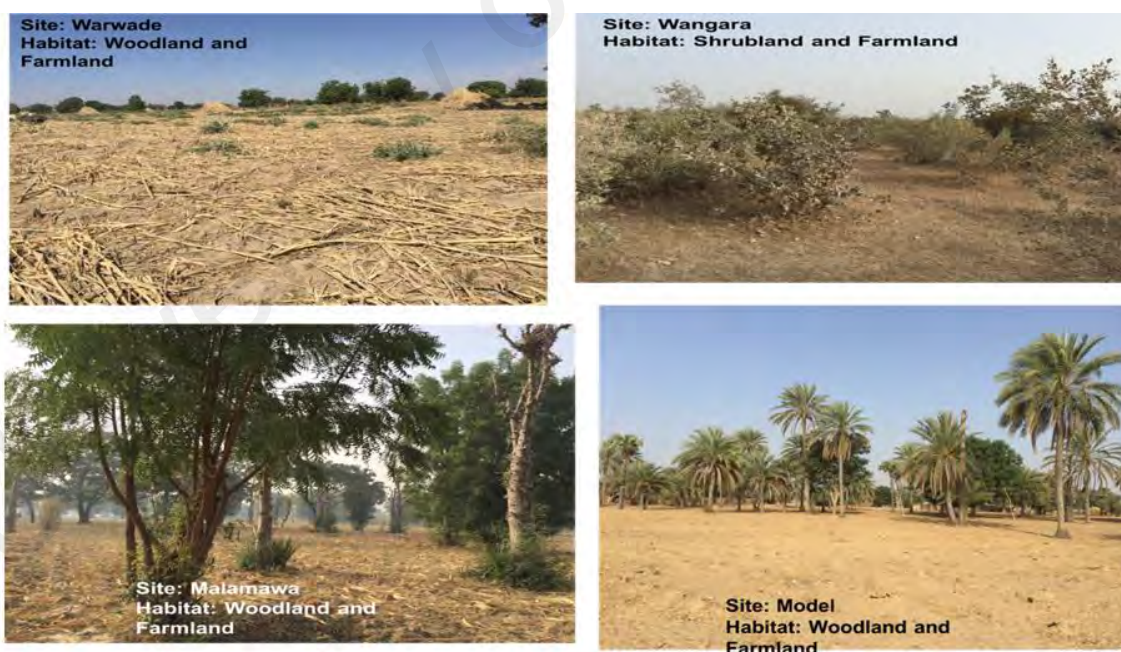 Site: Warwade
Habitat: Woodland and
Farmland
Site: Wangara
Habitat: Shrubland and Farmland
Site: Malamawa
Habitat: Woodland and
Farmland
Site: Model
Habitat: Woodland and
Farmland